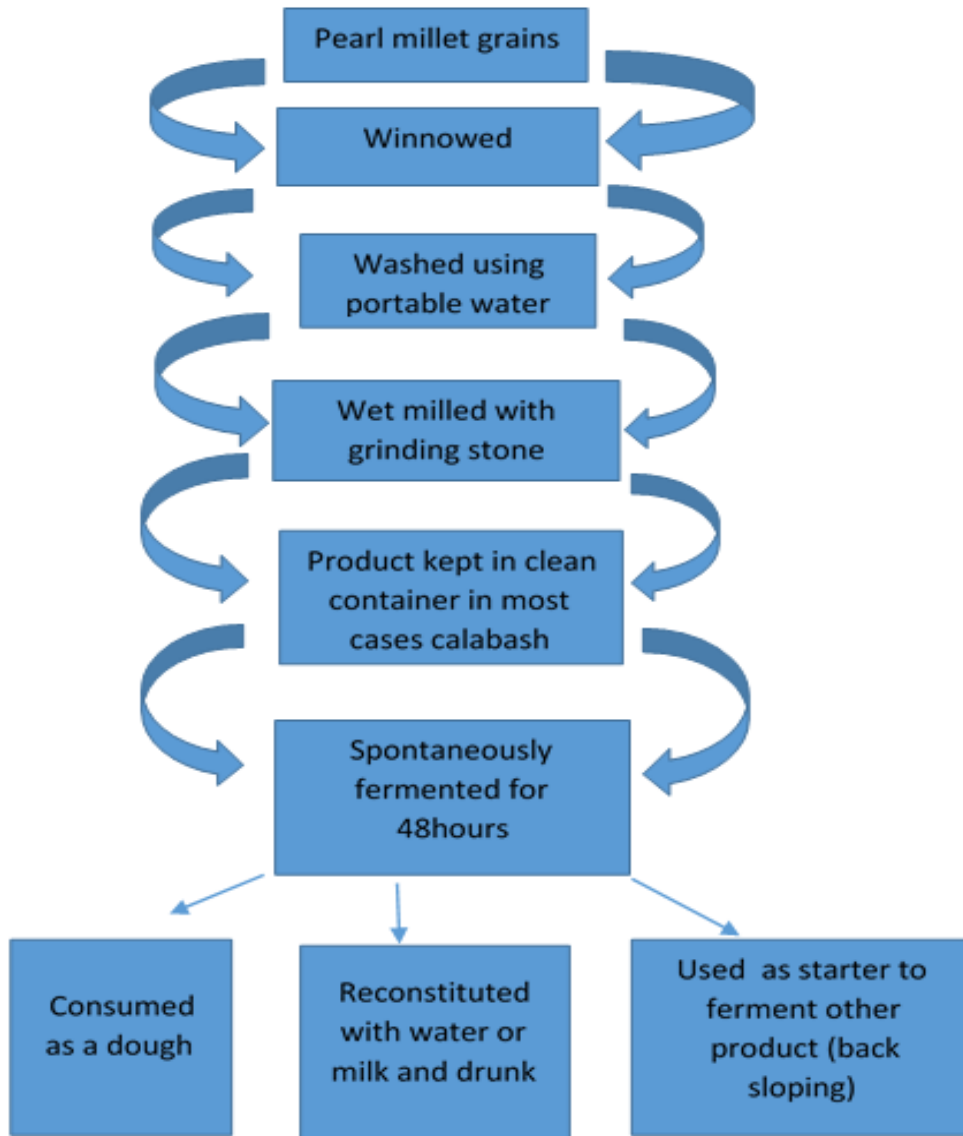 Pearl millet grains
Winnowed
Washed using
portable water
Wet milled with
grinding stone
Product kept in clean
container in most
cases calabash
Spontaneously
fermented for
48hours
Consumed
as a dough
Reconstituted
with water or
milk and drunk
Used as starter to
ferment other
product (back
sloping)